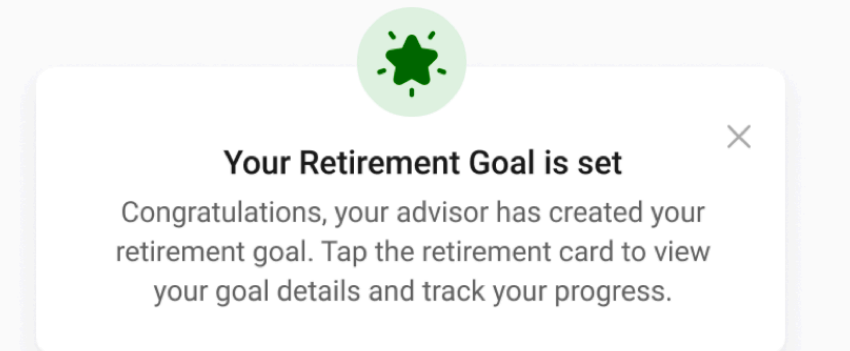 Your Retirement Goal is set
Congratulations, your advisor has created your
retirement goal. Tap the retirement card to view
your goal details and track your progress.